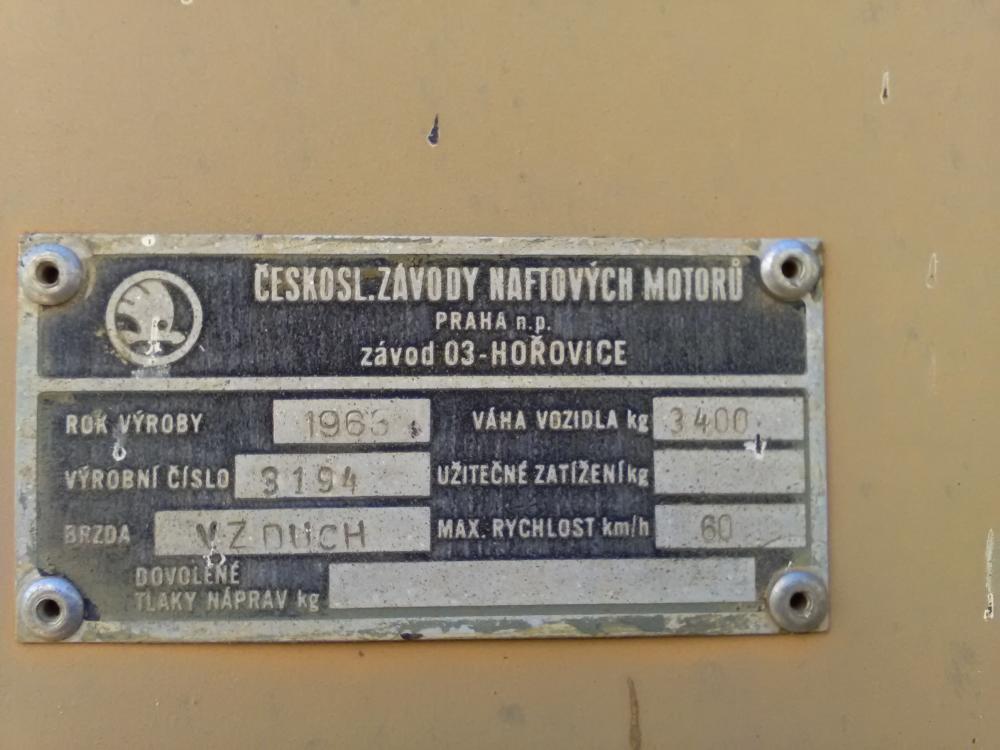 ČESKOSL. ZÁVODY NAFTOVÝCH MOTORŮ
PRAHA n.p.
závod 03-HOŘOVICE
ROK VÝROBY
VÁHA VOZIDLA kg 3400
VÝROBNÍ ČÍSLO 3194
UŽITEČNÉ ZATÍŽENÍ kg
BRZDA VZDUCH
MAX. RYCHLOST km/h 60
DOVOLENÉ
TLAKY NÁPRAV kg